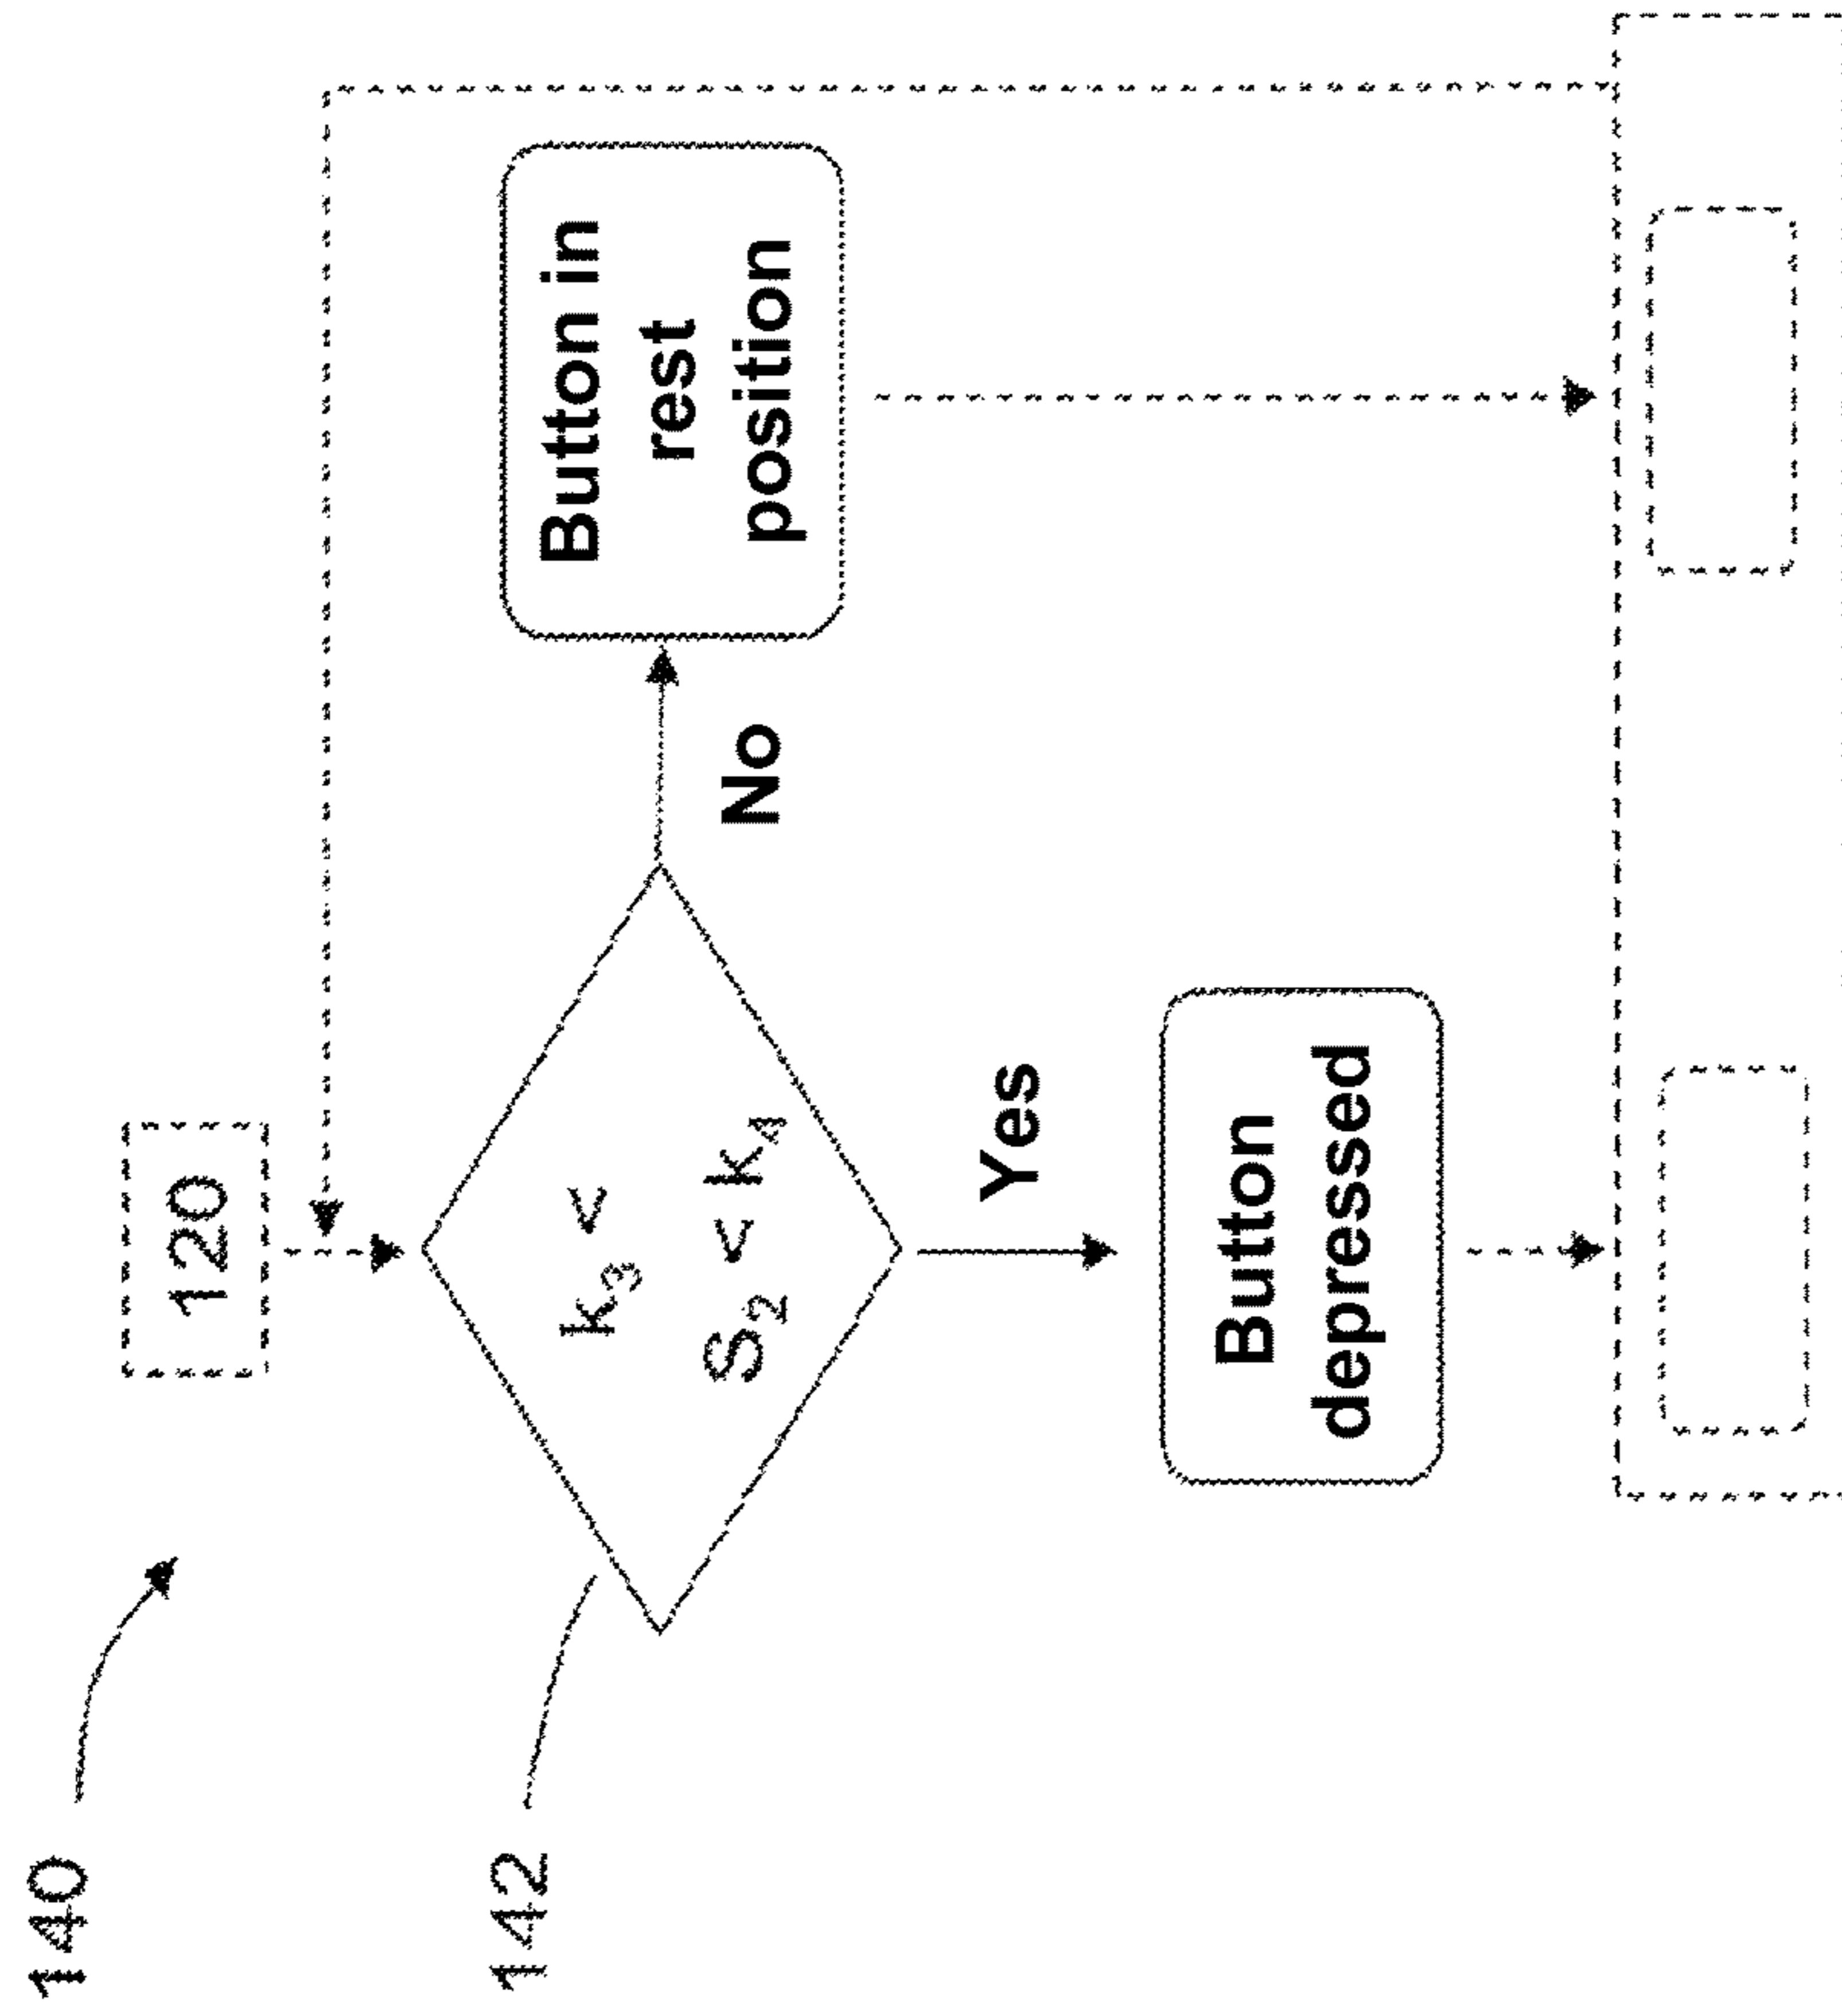 140
120
142
k₃ <
S₂ < k₄
No
Button in
rest
position
Yes
Button
depressed